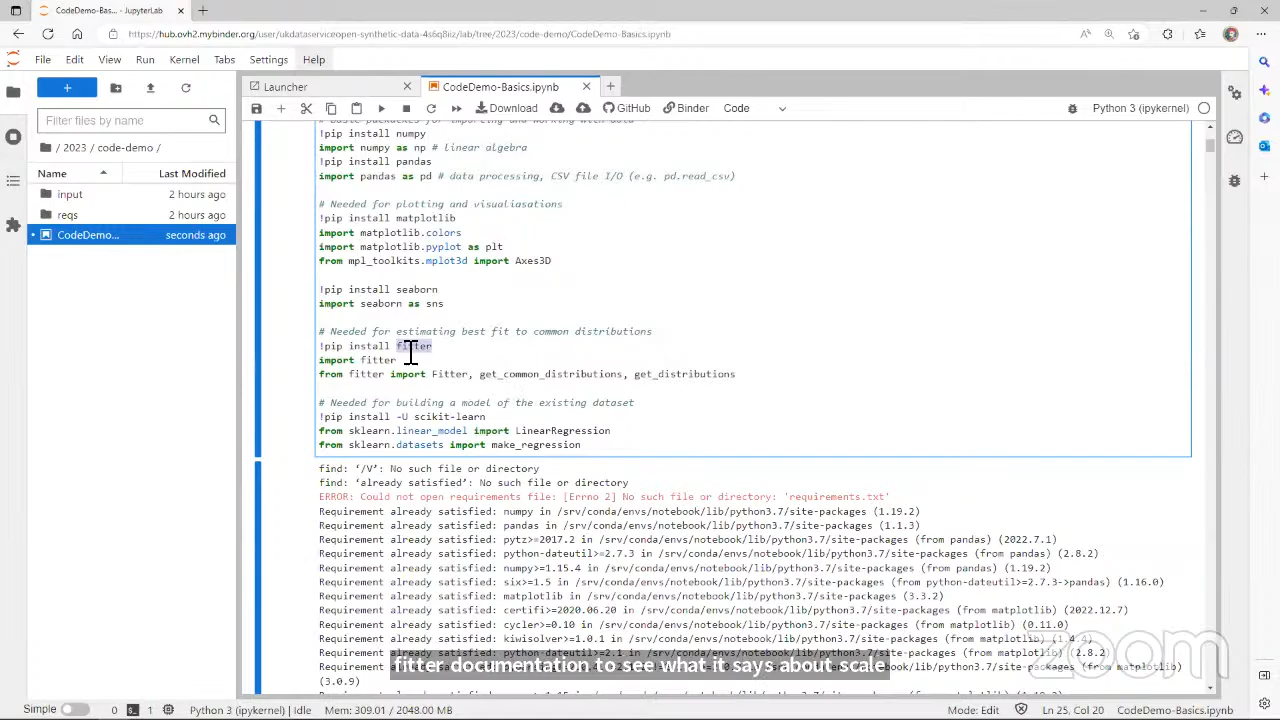 CodeDemo-Bas... - JupyterLab
https://hub.ovh2.mybinder.org/user/ukdataserviceopen-synthetic-data-4s6q8iiz/lab/tree/2023/code-demo/CodeDemo-Basics.ipynb
File Edit View Run Kernel Tabs Settings Help
Launcher
CodeDemo-Basics.ipynb
Download GitHub Binder Code Python 3 (ipykernel)
Filter files by name
/ 2023 / code-demo /
Name Last Modified
input 2 hours ago
reqs 2 hours ago
CodeDemo... seconds ago
!pip install numpy
import numpy as np # linear algebra
!pip install pandas
import pandas as pd # data processing, CSV file I/O (e.g. pd.read_csv)
# Needed for plotting and visualiasations
!pip install matplotlib
import matplotlib.colors
import matplotlib.pyplot as plt
from mpl_toolkits.mplot3d import Axes3D
!pip install seaborn
import seaborn as sns
# Needed for estimating best fit to common distributions
!pip install fitter
import fitter
from fitter import Fitter, get_common_distributions, get_distributions
# Needed for building a model of the existing dataset
!pip install -U scikit-learn
from sklearn.linear_model import LinearRegression
from sklearn.datasets import make_regression
find: ‘/V’: No such file or directory
find: ‘already satisfied’: No such file or directory
ERROR: Could not open requirements file: [Errno 2] No such file or directory: 'requirements.txt'
Requirement already satisfied: numpy in /srv/conda/envs/notebook/lib/python3.7/site-packages (1.19.2)
Requirement already satisfied: pandas in /srv/conda/envs/notebook/lib/python3.7/site-packages (1.1.3)
Requirement already satisfied: pytz>=2017.2 in /srv/conda/envs/notebook/lib/python3.7/site-packages (from pandas) (2022.7.1)
Requirement already satisfied: python-dateutil>=2.7.3 in /srv/conda/envs/notebook/lib/python3.7/site-packages (from pandas) (2.8.2)
Requirement already satisfied: numpy>=1.15.4 in /srv/conda/envs/notebook/lib/python3.7/site-packages (from pandas) (1.19.2)
Requirement already satisfied: six>=1.5 in /srv/conda/envs/notebook/lib/python3.7/site-packages (from python-dateutil>=2.7.3->pandas) (1.16.0)
Requirement already satisfied: matplotlib in /srv/conda/envs/notebook/lib/python3.7/site-packages (3.3.2)
Requirement already satisfied: certifi>=2020.06.20 in /srv/conda/envs/notebook/lib/python3.7/site-packages (from matplotlib) (2022.12.7)
Requirement already satisfied: cycler>=0.10 in /srv/conda/envs/notebook/lib/python3.7/site-packages (from matplotlib) (0.11.0)
Requirement already satisfied: kiwisolver>=1.0.1 in /srv/conda/envs/notebook/lib/python3.7/site-packages (from matplotlib) (1.4.4)
(3.0.9)
fitter documentation to see what it says about scale
zoom
Simple 0 1 Python 3 (ipykernel) | Idle Mem: 309.01 / 2048.00 MB Mode: Edit Ln 25, Col 20 CodeDemo-Basics.ipynb